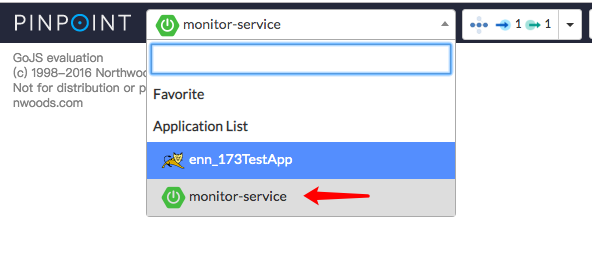 PINPOINT
monitor-service
1
1
GoJS evaluation
(c) 1998-2016 Northwoo
Not for distribution or p
nwoods.com
Favorite
Application List
enn_173TestApp
monitor-service